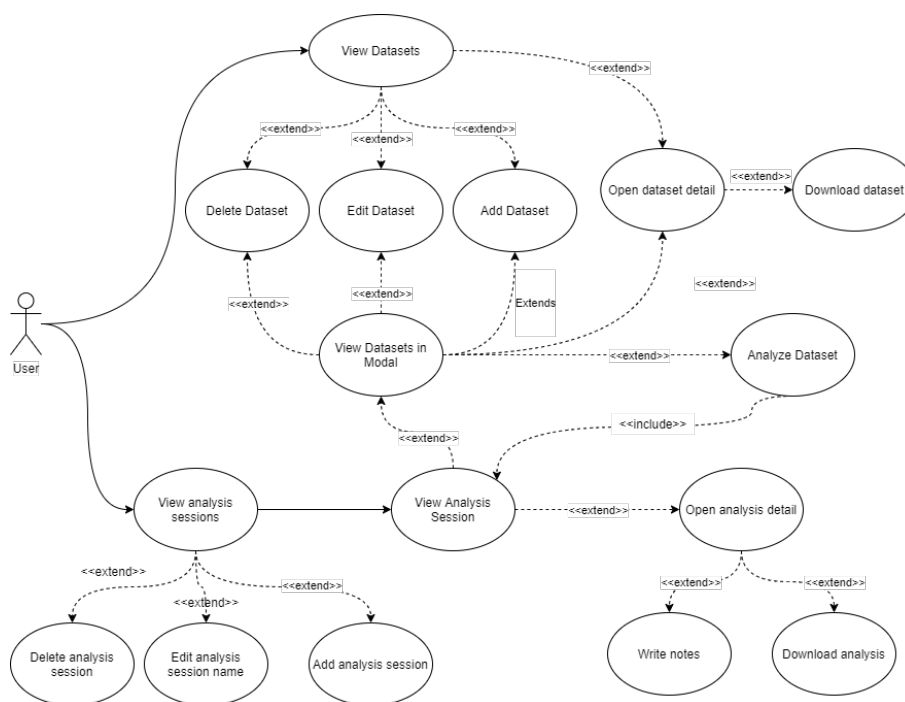 View Datasets
<<extend>>
<<extend>>
<<extend>>
<<extend>>
Delete Dataset
Edit Dataset
Add Dataset
Open dataset detail
<<extend>>
Download dataset
<<extend>>
<<extend>>
Extends
<<extend>>
User
View Datasets in
Modal
<<extend>>
Analyze Dataset
<<include>>
<<extend>>
View analysis
sessions
View Analysis
Session
<<extend>>
Open analysis detail
<<extend>>
<<extend>>
<<extend>>
<<extend>>
<<extend>>
Delete analysis
session
Edit analysis
session name
Add analysis session
Write notes
Download analysis